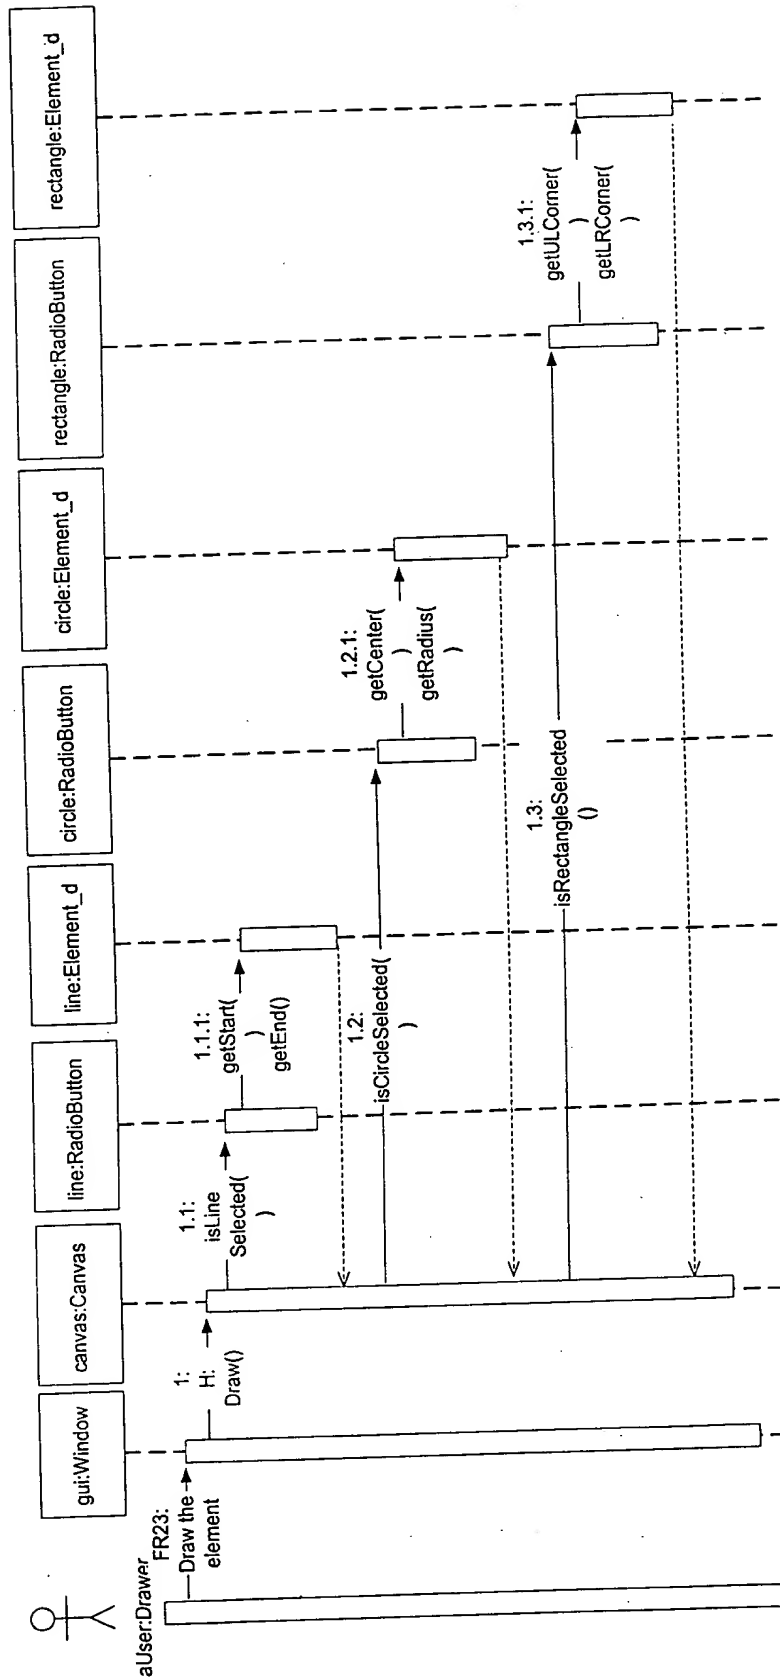 aUser:Drawer
gui:Window
canvas:Canvas
line:RadioButton
line:Element_d
circle:RadioButton
circle:Element_d
rectangle:RadioButton
rectangle:Element_d
FR23:
Draw the
element
1:
H:
Draw()
1.1:
isLine
Selected(
)
1.1.1:
getStart(
)
getEnd()
1.2:
isCircleSelected(
)
1.2.1:
getCenter(
)
getRadius(
)
1.3:
isRectangleSelected
()
1.3.1:
getULCorner(
)
getLRCorner(
)